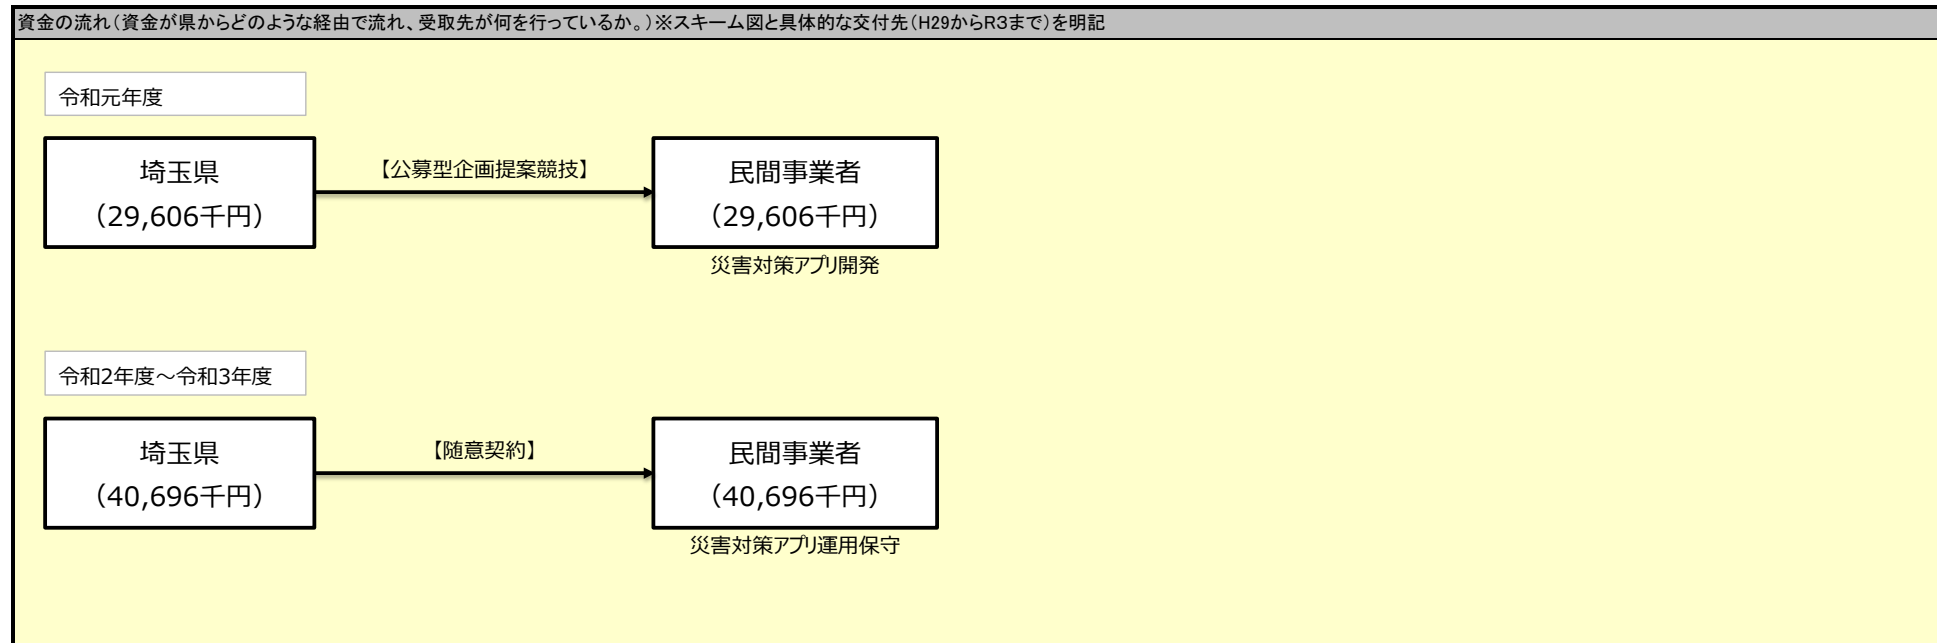 資金の流れ（資金が県からどのような経由で流れ、受取先が何を行っているか。）※スキーム図と具体的な交付先（H29からR3まで）を明記
令和元年度
埼玉県
（29,606千円）
【公募型企画提案競技】
民間事業者
（29,606千円）
災害対策アプリ開発
令和2年度～令和3年度
埼玉県
（40,696千円）
【随意契約】
民間事業者
（40,696千円）
災害対策アプリ運用保守